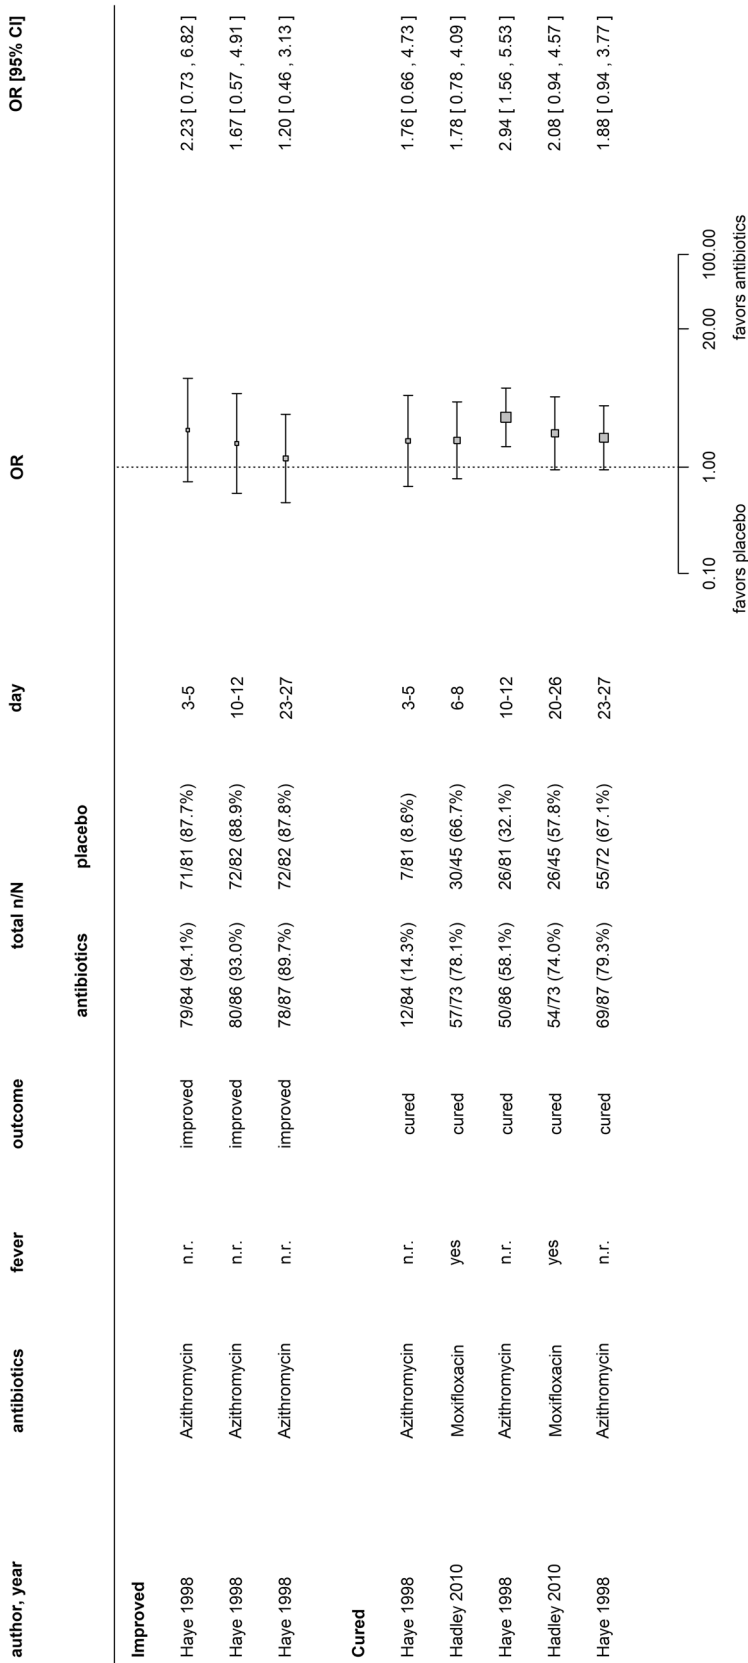 author, year antibiotics fever outcome total n/N day OR OR [95% CI]
antibiotics placebo
Improved
Haye 1998 Azithromycin n.r. improved 79/84 (94.1%) 71/81 (87.7%) 3-5 2.23 [ 0.73 , 6.82 ]
Haye 1998 Azithromycin n.r. improved 80/86 (93.0%) 72/82 (88.9%) 10-12 1.67 [ 0.57 , 4.91 ]
Haye 1998 Azithromycin n.r. improved 78/87 (89.7%) 72/82 (87.8%) 23-27 1.20 [ 0.46 , 3.13 ]
Cured
Haye 1998 Azithromycin n.r. cured 12/84 (14.3%) 7/81 (8.6%) 3-5 1.76 [ 0.66 , 4.73 ]
Hadley 2010 Moxifloxacin yes cured 57/73 (78.1%) 30/45 (66.7%) 6-8 1.78 [ 0.78 , 4.09 ]
Haye 1998 Azithromycin n.r. cured 50/86 (58.1%) 26/81 (32.1%) 10-12 2.94 [ 1.56 , 5.53 ]
Hadley 2010 Moxifloxacin yes cured 54/73 (74.0%) 26/45 (57.8%) 20-26 2.08 [ 0.94 , 4.57 ]
Haye 1998 Azithromycin n.r. cured 69/87 (79.3%) 55/72 (67.1%) 23-27 1.88 [ 0.94 , 3.77 ]
0.10 1.00 20.00 100.00
favors placebo favors antibiotics